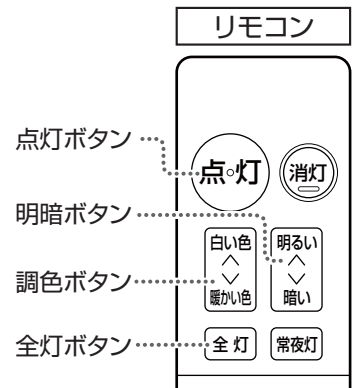 リモコン
点灯ボタン
点灯
消灯
明暗ボタン
白い色
明るい
調色ボタン
暖かい色
暗い
全灯ボタン
全灯
常夜灯